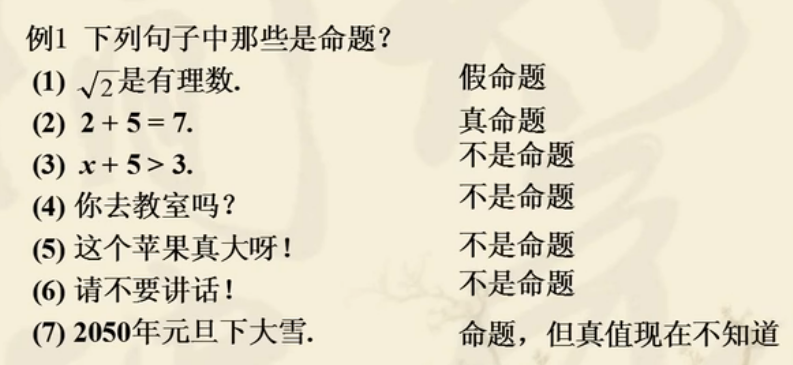 例1 下列句子中那些是命题？
(1) √2是有理数. 假命题
(2) 2 + 5 = 7. 真命题
(3) x + 5 > 3. 不是命题
(4) 你去教室吗？ 不是命题
(5) 这个苹果真大呀！ 不是命题
(6) 请不要讲话！ 不是命题
(7) 2050年元旦下大雪. 命题，但真值现在不知道